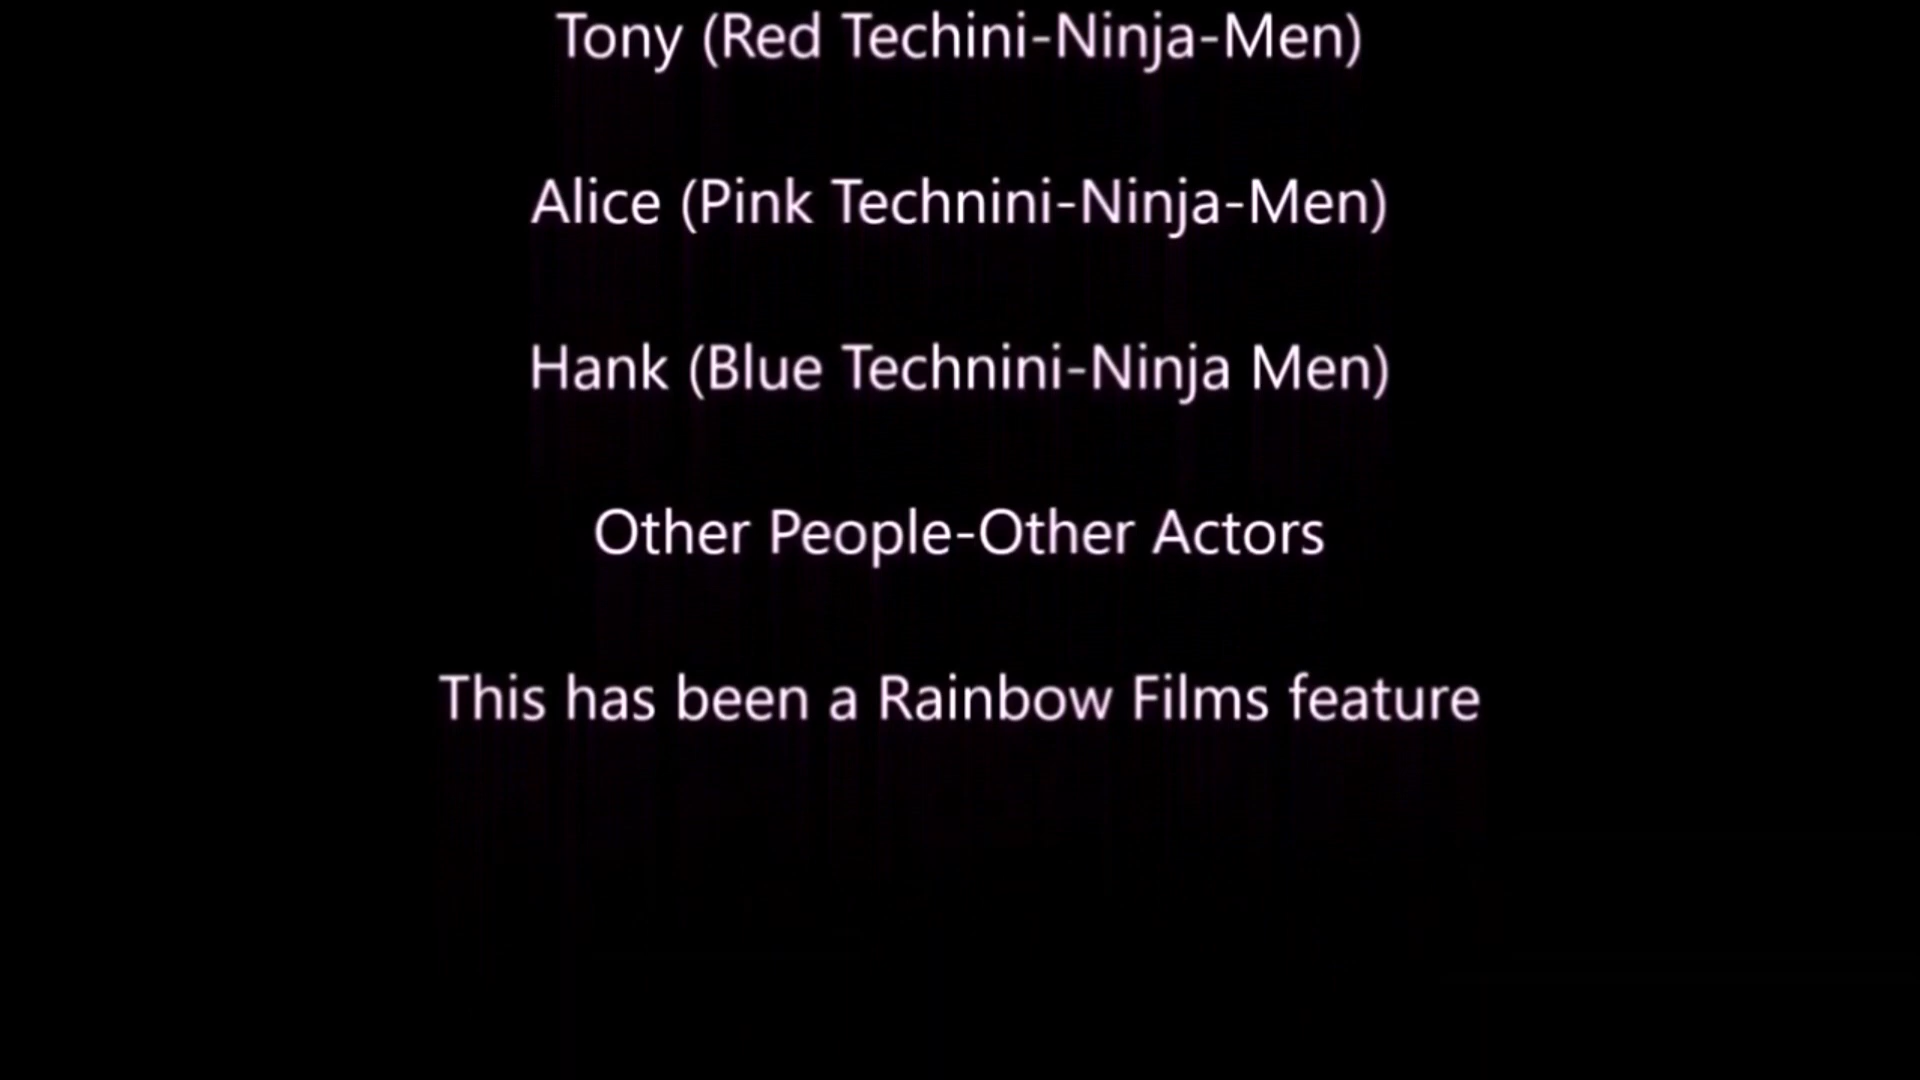 Tony (Red Techini-Ninja-Men)
Alice (Pink Technini-Ninja-Men)
Hank (Blue Technini-Ninja Men)
Other People-Other Actors
This has been a Rainbow Films feature